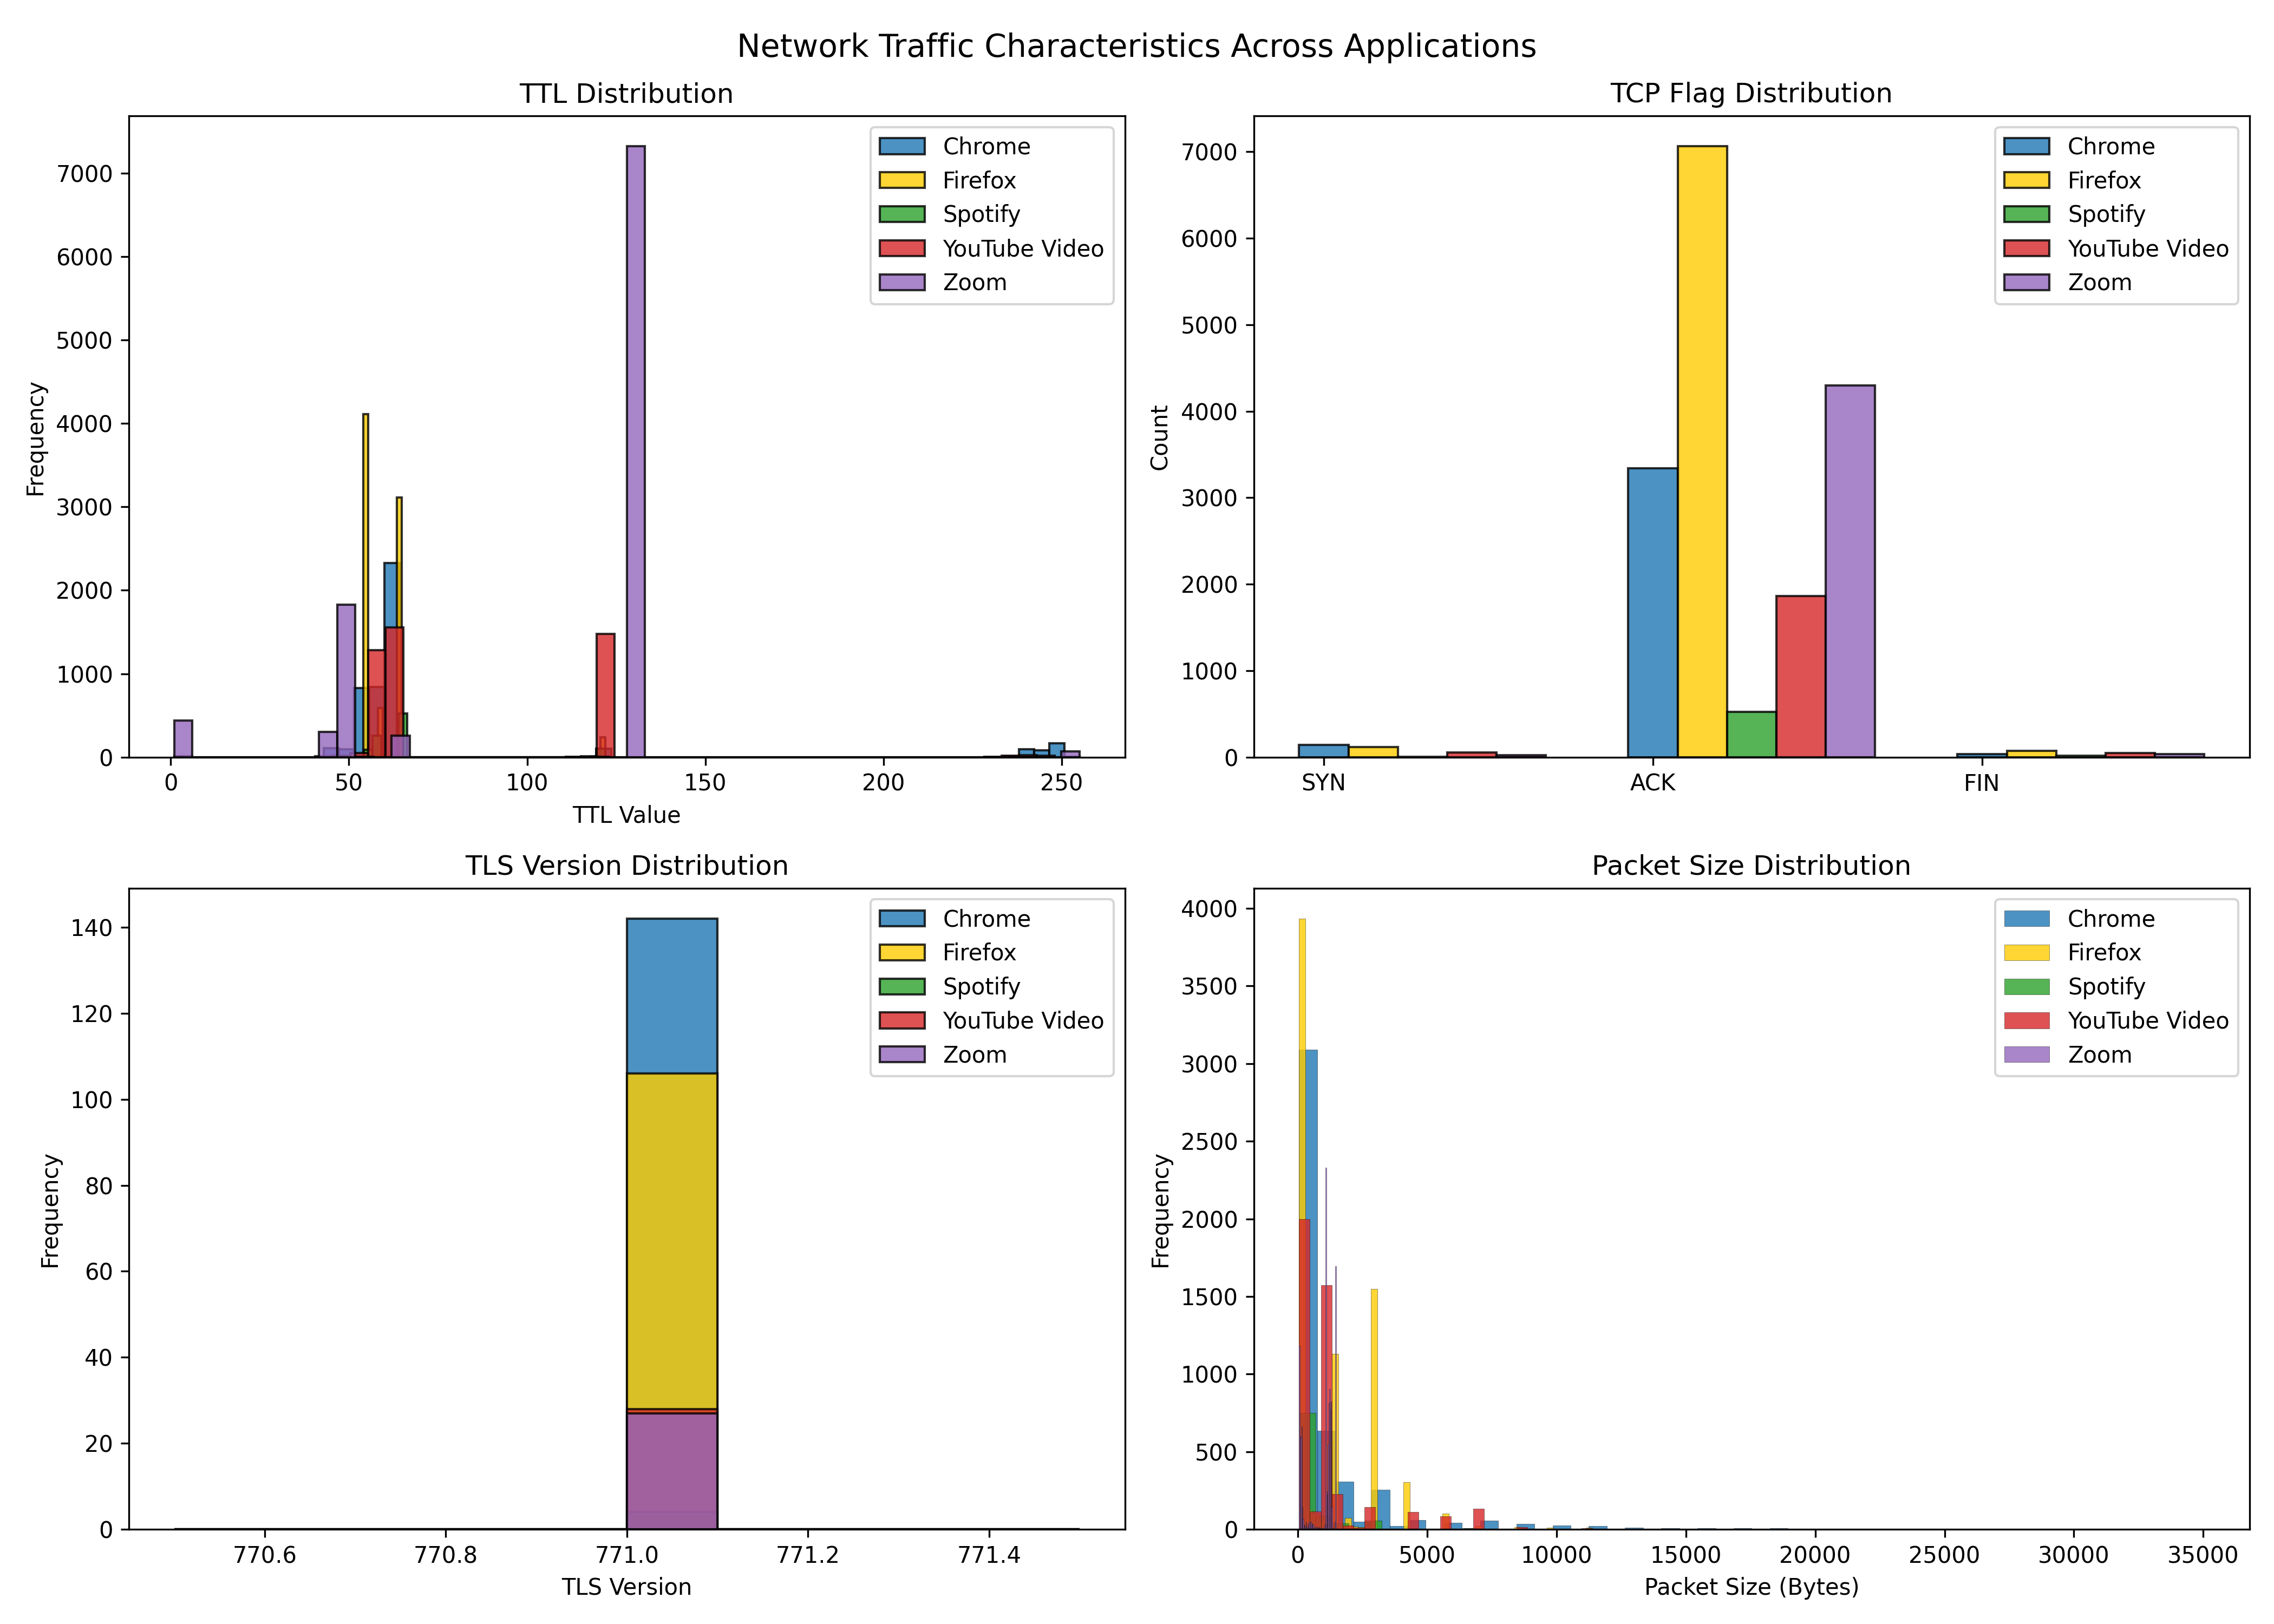 Network Traffic Characteristics Across Applications
TTL Distribution
Frequency
7000
6000
5000
4000
3000
2000
1000
0
0 50 100 150 200 250
TTL Value
Chrome
Firefox
Spotify
YouTube Video
Zoom
TCP Flag Distribution
Count
7000
6000
5000
4000
3000
2000
1000
0
SYN ACK FIN
Chrome
Firefox
Spotify
YouTube Video
Zoom
TLS Version Distribution
Frequency
140
120
100
80
60
40
20
0
770.6 770.8 771.0 771.2 771.4
TLS Version
Chrome
Firefox
Spotify
YouTube Video
Zoom
Packet Size Distribution
Frequency
4000
3500
3000
2500
2000
1500
1000
500
0
0 5000 10000 15000 20000 25000 30000 35000
Packet Size (Bytes)
Chrome
Firefox
Spotify
YouTube Video
Zoom